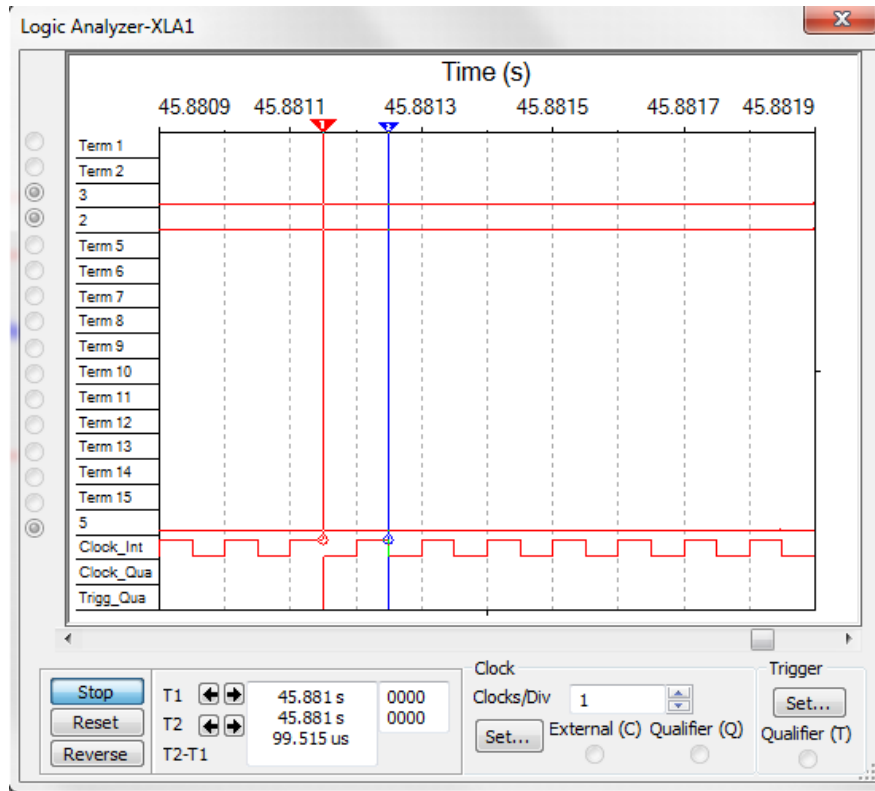 Logic Analyzer-XLA1
Time (s)
45.8809 45.8811 45.8813 45.8815 45.8817 45.8819
1 2
Term 1
Term 2
3
2
Term 5
Term 6
Term 7
Term 8
Term 9
Term 10
Term 11
Term 12
Term 13
Term 14
Term 15
5
Clock_Int
Clock_Qua
Trigg_Qua
Stop
Reset
Reverse
T1 45.881 s 0000
T2 45.881 s 0000
T2-T1 99.515 us
Clock
Clocks/Div 1
Set... External (C) Qualifier (Q)
Trigger
Set...
Qualifier (T)